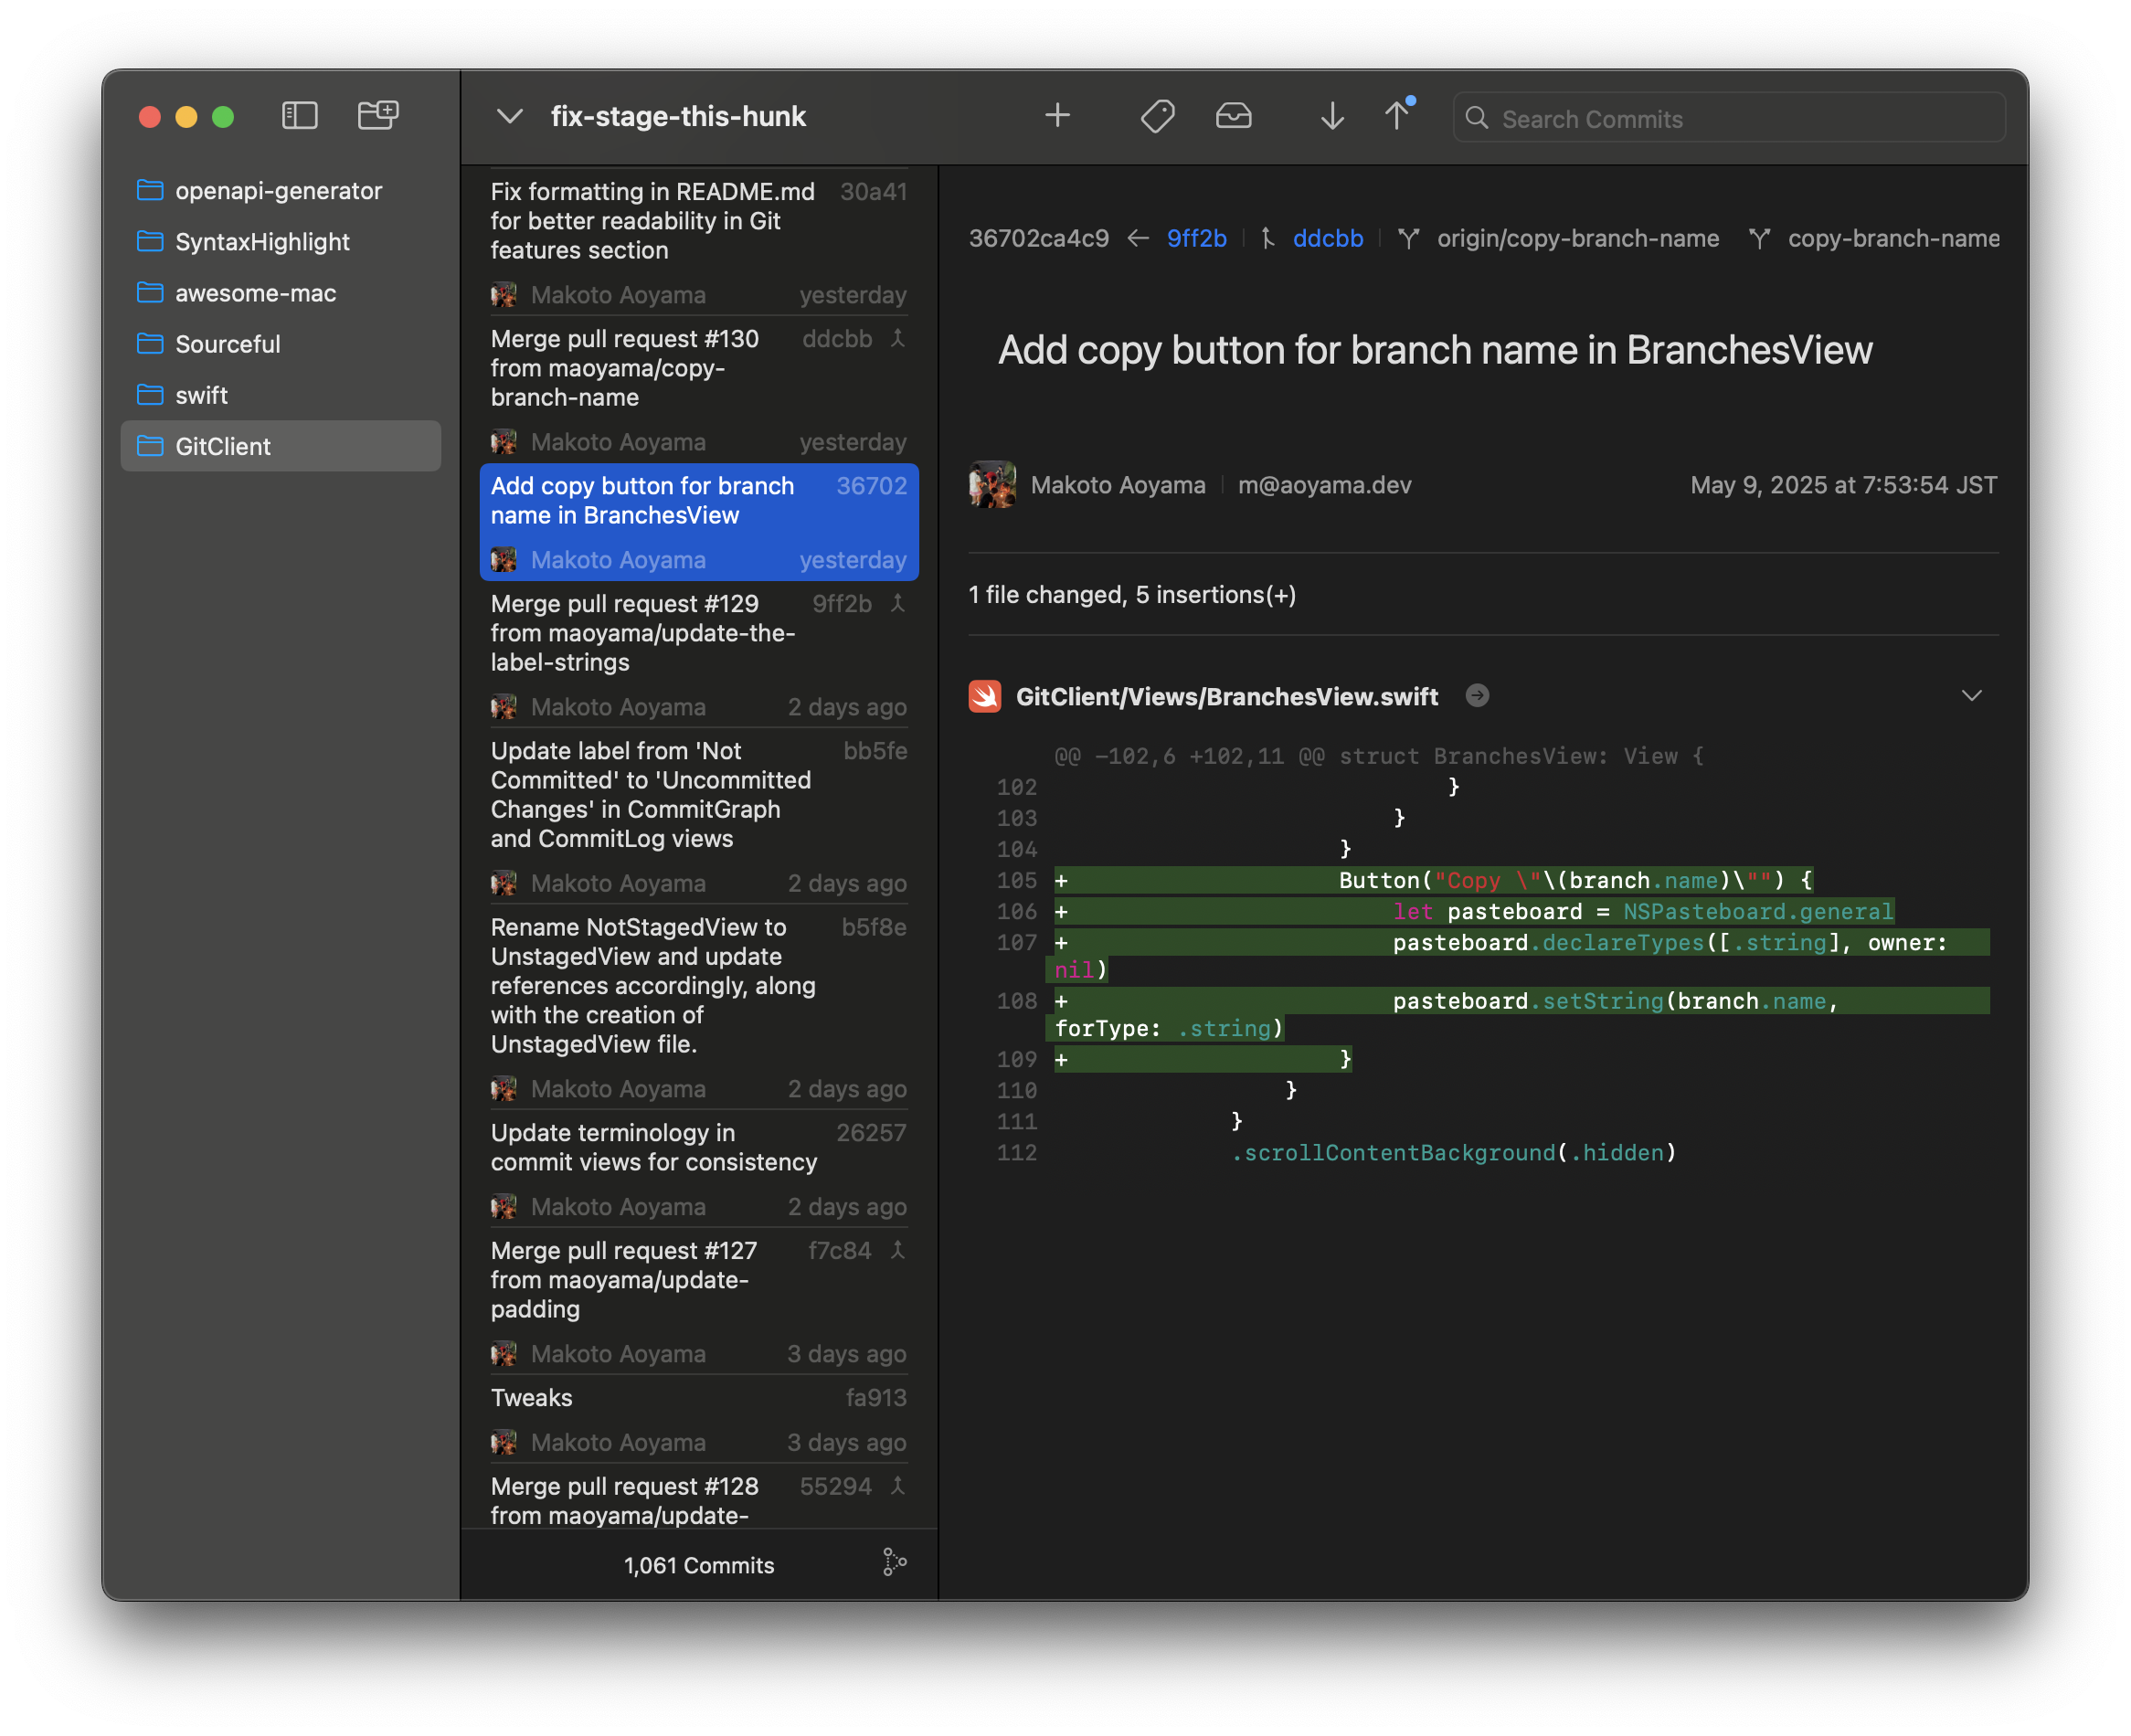 fix-stage-this-hunk
Search Commits
openapi-generator
SyntaxHighlight
awesome-mac
Sourceful
swift
GitClient
Fix formatting in README.md 30a41
for better readability in Git
features section
Makoto Aoyama yesterday
Merge pull request #130 ddcbb
from maoyama/copy-
branch-name
Makoto Aoyama yesterday
Add copy button for branch 36702
name in BranchesView
Makoto Aoyama yesterday
Merge pull request #129 9ff2b
from maoyama/update-the-
label-strings
Makoto Aoyama 2 days ago
Update label from 'Not bb5fe
Committed' to 'Uncommitted
Changes' in CommitGraph
and CommitLog views
Makoto Aoyama 2 days ago
Rename NotStagedView to b5f8e
UnstagedView and update
references accordingly, along
with the creation of
UnstagedView file.
Makoto Aoyama 2 days ago
Update terminology in 26257
commit views for consistency
Makoto Aoyama 2 days ago
Merge pull request #127 f7c84
from maoyama/update-
padding
Makoto Aoyama 3 days ago
Tweaks fa913
Makoto Aoyama 3 days ago
Merge pull request #128 55294
from maoyama/update-
1,061 Commits
36702ca4c9 ← 9ff2b ddcbb origin/copy-branch-name copy-branch-name
Add copy button for branch name in BranchesView
Makoto Aoyama m@aoyama.dev May 9, 2025 at 7:53:54 JST
1 file changed, 5 insertions(+)
GitClient/Views/BranchesView.swift
@@ -102,6 +102,11 @@ struct BranchesView: View {
102 }
103 }
104 }
105 + Button("Copy \"\(branch.name)\"") {
106 + let pasteboard = NSPasteboard.general
107 + pasteboard.declareTypes([.string], owner:
nil)
108 + pasteboard.setString(branch.name,
forType: .string)
109 + }
110 }
111 }
112 .scrollContentBackground(.hidden)